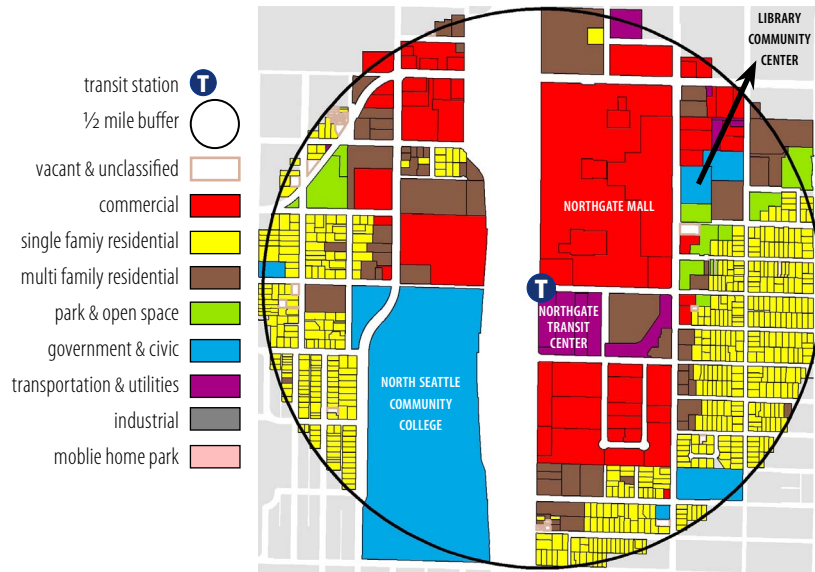 transit station T
½ mile buffer
vacant & unclassified
commercial
single famiy residential
multi family residential
park & open space
government & civic
transportation & utilities
industrial
moblie home park
LIBRARY
COMMUNITY
CENTER
NORTHGATE MALL
T
NORTHGATE
TRANSIT
CENTER
NORTH SEATTLE
COMMUNITY
COLLEGE